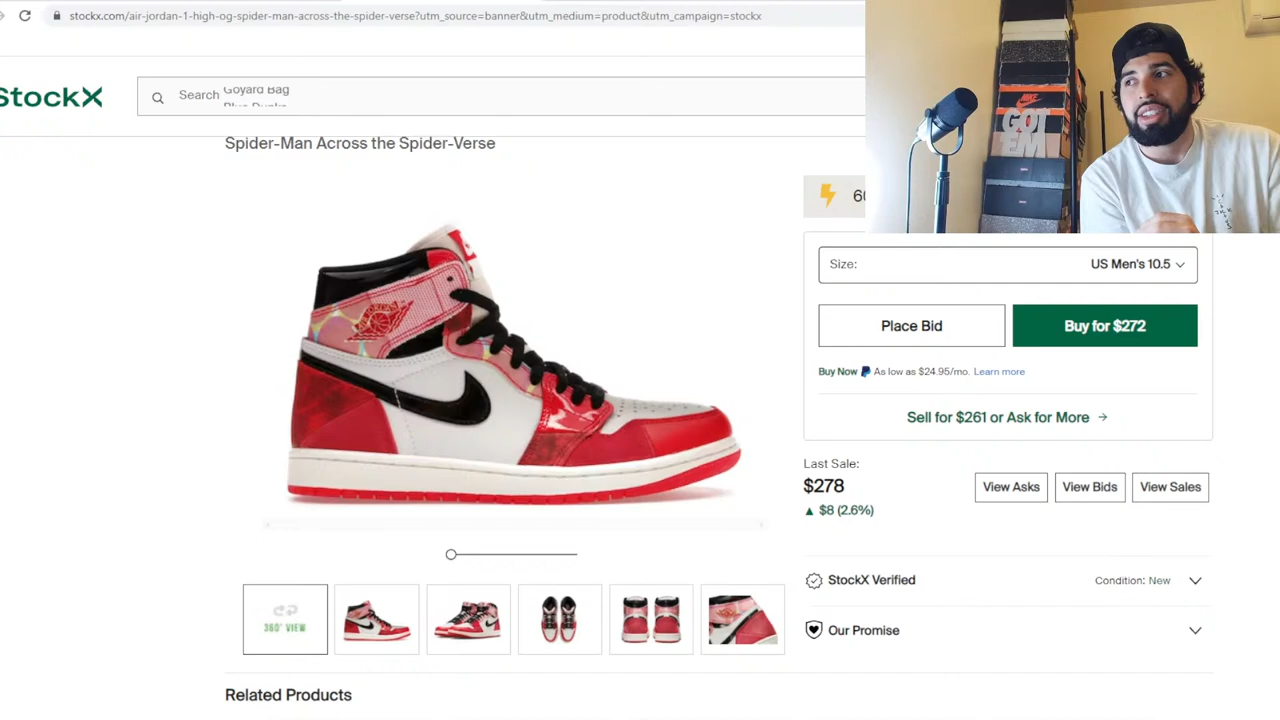 stockx.com/air-jordan-1-high-og-spider-man-across-the-spider-verse?utm_source=banner&utm_medium=product&utm_campaign=stockx
StockX
Search
Goyard Bag
Blue Dunks
Spider-Man Across the Spider-Verse
GOT
EM
Size:
US Men's 10.5
Place Bid
Buy for $272
Buy Now
As low as $24.95/mo. Learn more
Sell for $261 or Ask for More →
Last Sale:
$278
▲ $8 (2.6%)
View Asks
View Bids
View Sales
StockX Verified
Condition: New
Our Promise
360° VIEW
Related Products